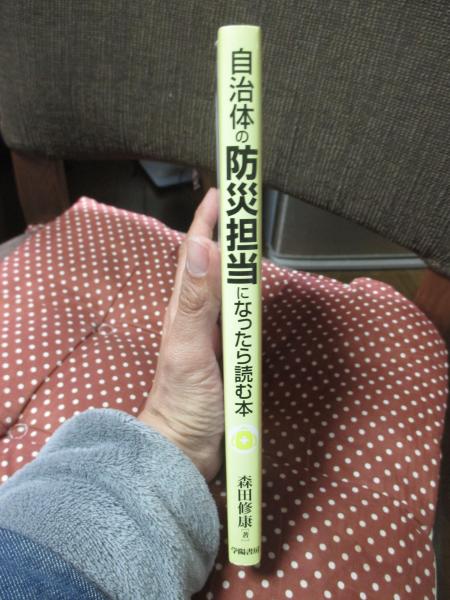 自治体の防災担当になったら読む本
森田修康[著]
学陽書房